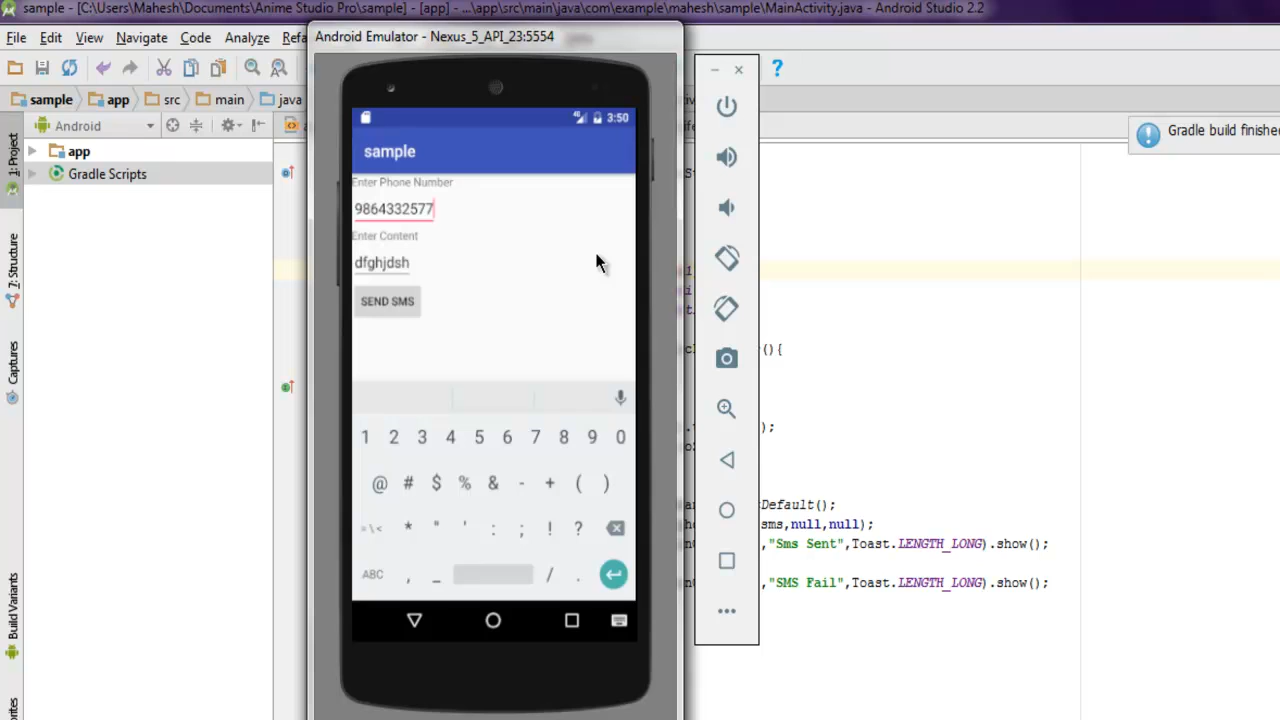 sample - [C:\Users\Mahesh\Documents\Anime Studio Pro\sample] - [app] - ...\app\src\main\java\com\example\mahesh\sample\MainActivity.java - Android Studio 2.2
File Edit View Navigate Code Analyze Refa
Android Emulator - Nexus_5_API_23:5554
sample app src main java
Android
app
Gradle Scripts
1: Project
7: Structure
Captures
Build Variants
Gradle build finished
3:50
sample
Enter Phone Number
9864332577
Enter Content
dfghjdsh
SEND SMS
1 2 3 4 5 6 7 8 9 0
@ # $ % & - + ( )
=\< * " ' : ; ! ?
ABC , _ / .
(){
);
Default();
sms,null,null);
,"Sms Sent",Toast.LENGTH_LONG).show();
,"SMS Fail",Toast.LENGTH_LONG).show();